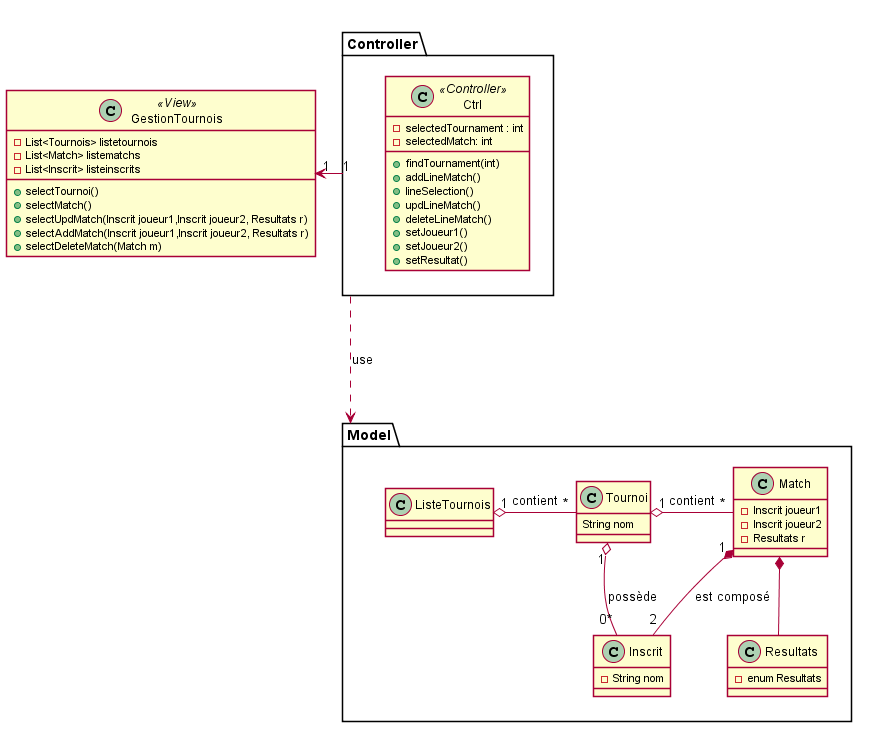 Controller
C «Controller»
Ctrl
selectedTournament : int
selectedMatch: int
findTournament(int)
addLineMatch()
lineSelection()
updLineMatch()
deleteLineMatch()
setJoueur1()
setJoueur2()
setResultat()
C «View»
GestionTournois
List<Tournois> listetournois
List<Match> listematchs
List<Inscrit> listeinscrits
selectTournoi()
selectMatch()
selectUpdMatch(Inscrit joueur1,Inscrit joueur2, Resultats r)
selectAddMatch(Inscrit joueur1,Inscrit joueur2, Resultats r)
selectDeleteMatch(Match m)
1 1
use
Model
C ListeTournois
1 contient *
C Tournoi
String nom
1 contient *
C Match
Inscrit joueur1
Inscrit joueur2
Resultats r
1
possède
0*
1
est composé
2
C Inscrit
String nom
C Resultats
enum Resultats